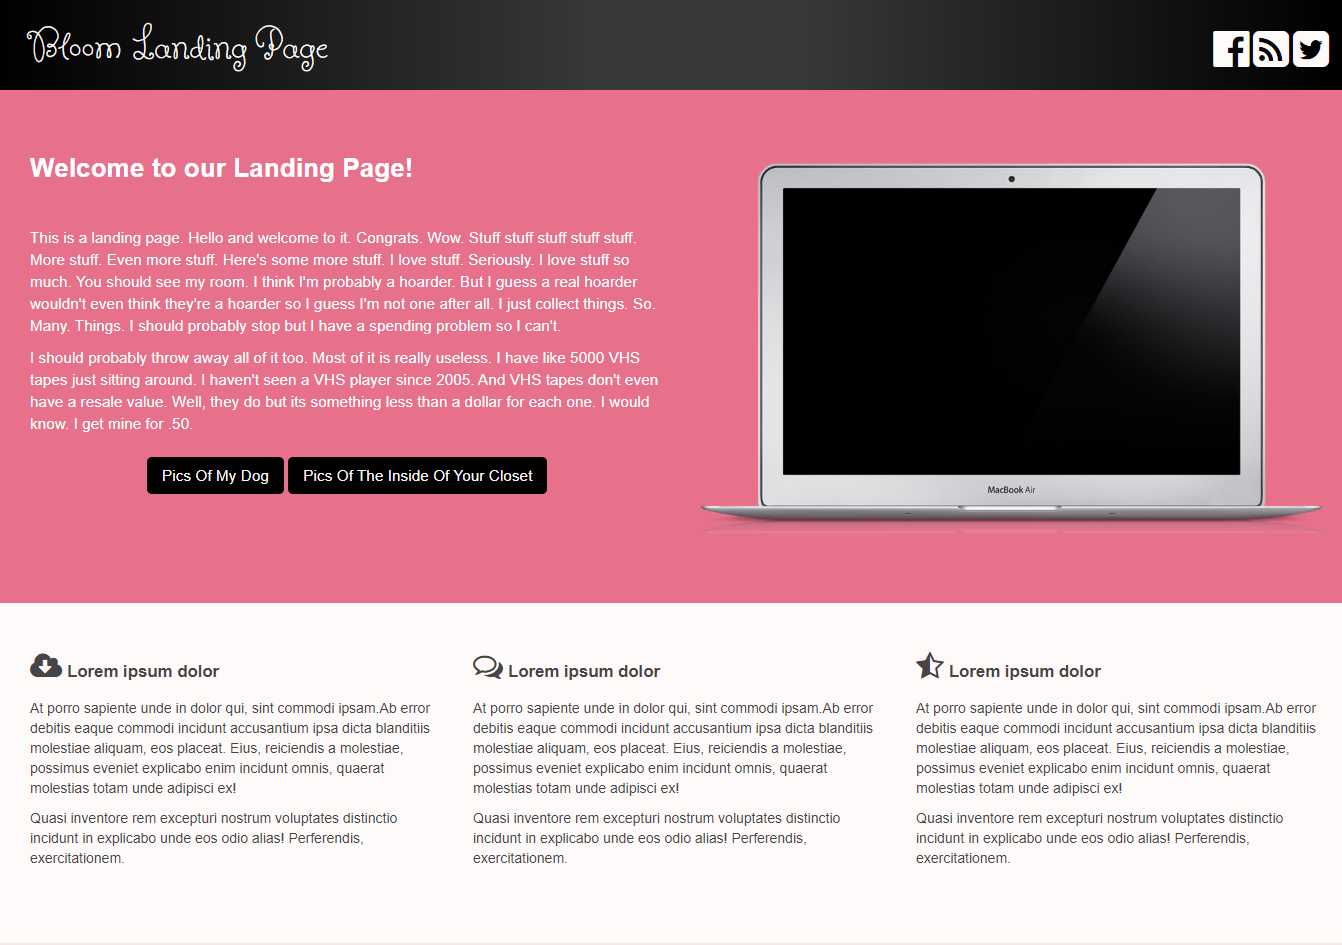 Bloom Landing Page
Welcome to our Landing Page!
This is a landing page. Hello and welcome to it. Congrats. Wow. Stuff stuff stuff stuff stuff.
More stuff. Even more stuff. Here's some more stuff. I love stuff. Seriously. I love stuff so
much. You should see my room. I think I'm probably a hoarder. But I guess a real hoarder
wouldn't even think they're a hoarder so I guess I'm not one after all. I just collect things. So.
Many. Things. I should probably stop but I have a spending problem so I can't.
I should probably throw away all of it too. Most of it is really useless. I have like 5000 VHS
tapes just sitting around. I haven't seen a VHS player since 2005. And VHS tapes don't even
have a resale value. Well, they do but its something less than a dollar for each one. I would
know. I get mine for .50.
Pics Of My Dog
Pics Of The Inside Of Your Closet
MacBook Air
Lorem ipsum dolor
At porro sapiente unde in dolor qui, sint commodi ipsam.Ab error
debitis eaque commodi incidunt accusantium ipsa dicta blanditiis
molestiae aliquam, eos placeat. Eius, reiciendis a molestiae,
possimus eveniet explicabo enim incidunt omnis, quaerat
molestias totam unde adipisci ex!
Quasi inventore rem excepturi nostrum voluptates distinctio
incidunt in explicabo unde eos odio alias! Perferendis,
exercitationem.
Lorem ipsum dolor
At porro sapiente unde in dolor qui, sint commodi ipsam.Ab error
debitis eaque commodi incidunt accusantium ipsa dicta blanditiis
molestiae aliquam, eos placeat. Eius, reiciendis a molestiae,
possimus eveniet explicabo enim incidunt omnis, quaerat
molestias totam unde adipisci ex!
Quasi inventore rem excepturi nostrum voluptates distinctio
incidunt in explicabo unde eos odio alias! Perferendis,
exercitationem.
Lorem ipsum dolor
At porro sapiente unde in dolor qui, sint commodi ipsam.Ab error
debitis eaque commodi incidunt accusantium ipsa dicta blanditiis
molestiae aliquam, eos placeat. Eius, reiciendis a molestiae,
possimus eveniet explicabo enim incidunt omnis, quaerat
molestias totam unde adipisci ex!
Quasi inventore rem excepturi nostrum voluptates distinctio
incidunt in explicabo unde eos odio alias! Perferendis,
exercitationem.